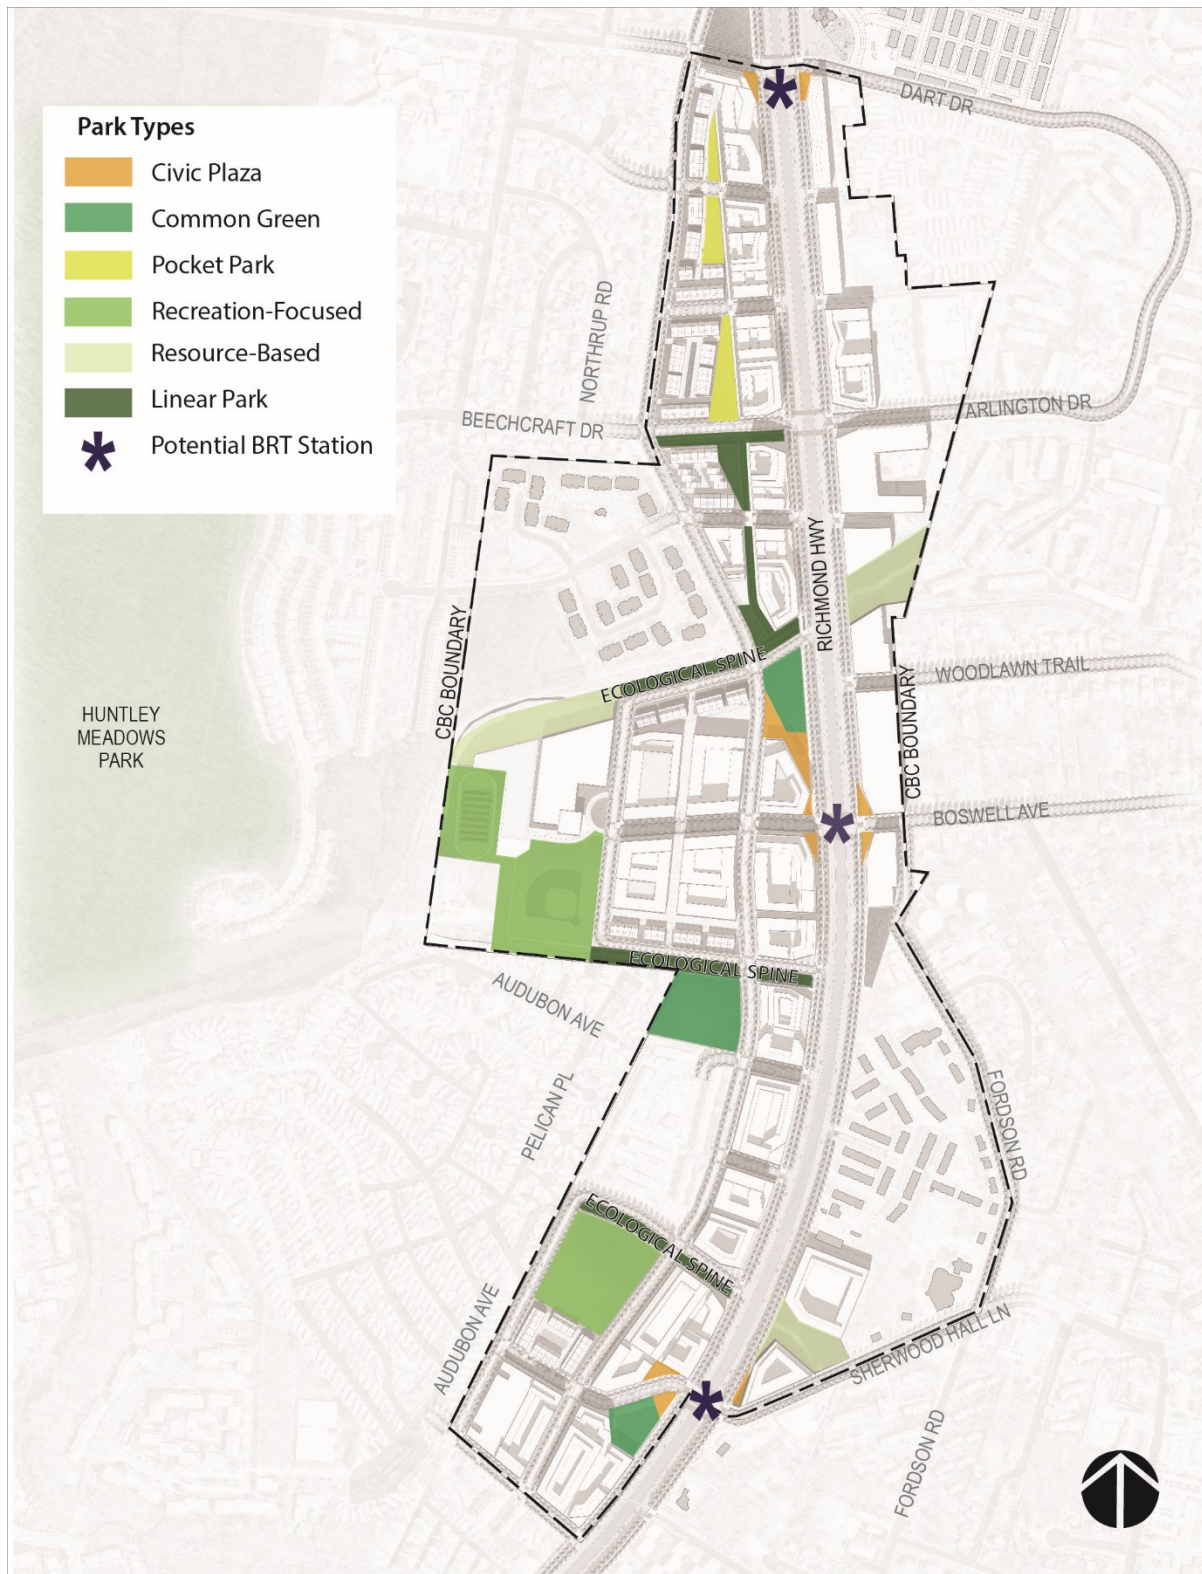 Park Types
Civic Plaza
Common Green
Pocket Park
Recreation-Focused
Resource-Based
Linear Park
Potential BRT Station
DART DR
NORTHRUP RD
BEECHCRAFT DR
ARLINGTON DR
RICHMOND HWY
CBC BOUNDARY
ECOLOGICAL SPINE
WOODLAWN TRAIL
CBC BOUNDARY
HUNTLEY
MEADOWS
PARK
BOSWELL AVE
ECOLOGICAL SPINE
AUDUBON AVE
PELICAN PL
FORDSON RD
ECOLOGICAL SPINE
AUDUBON AVE
SHERWOOD HALL LN
FORDSON RD